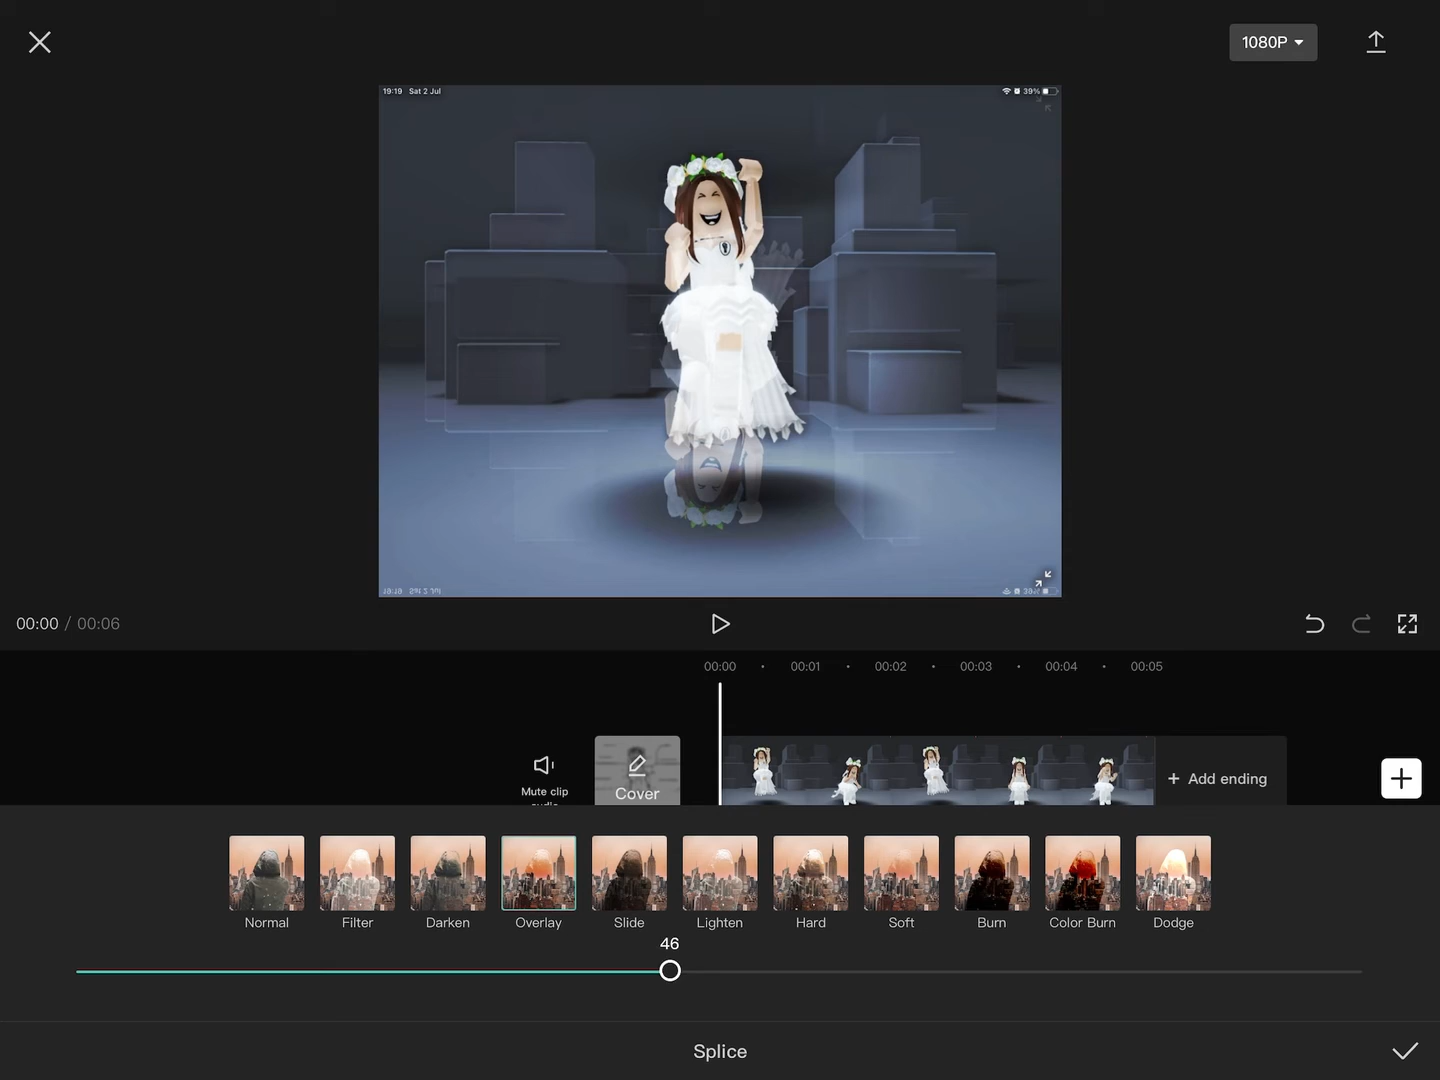 1080P
19:19 Sat 2 Jul
39%
00:00 / 00:06
00:00 00:01 00:02 00:03 00:04 00:05
Mute clip
audio
Cover
+ Add ending
Normal Filter Darken Overlay Slide Lighten Hard Soft Burn Color Burn Dodge
46
Splice